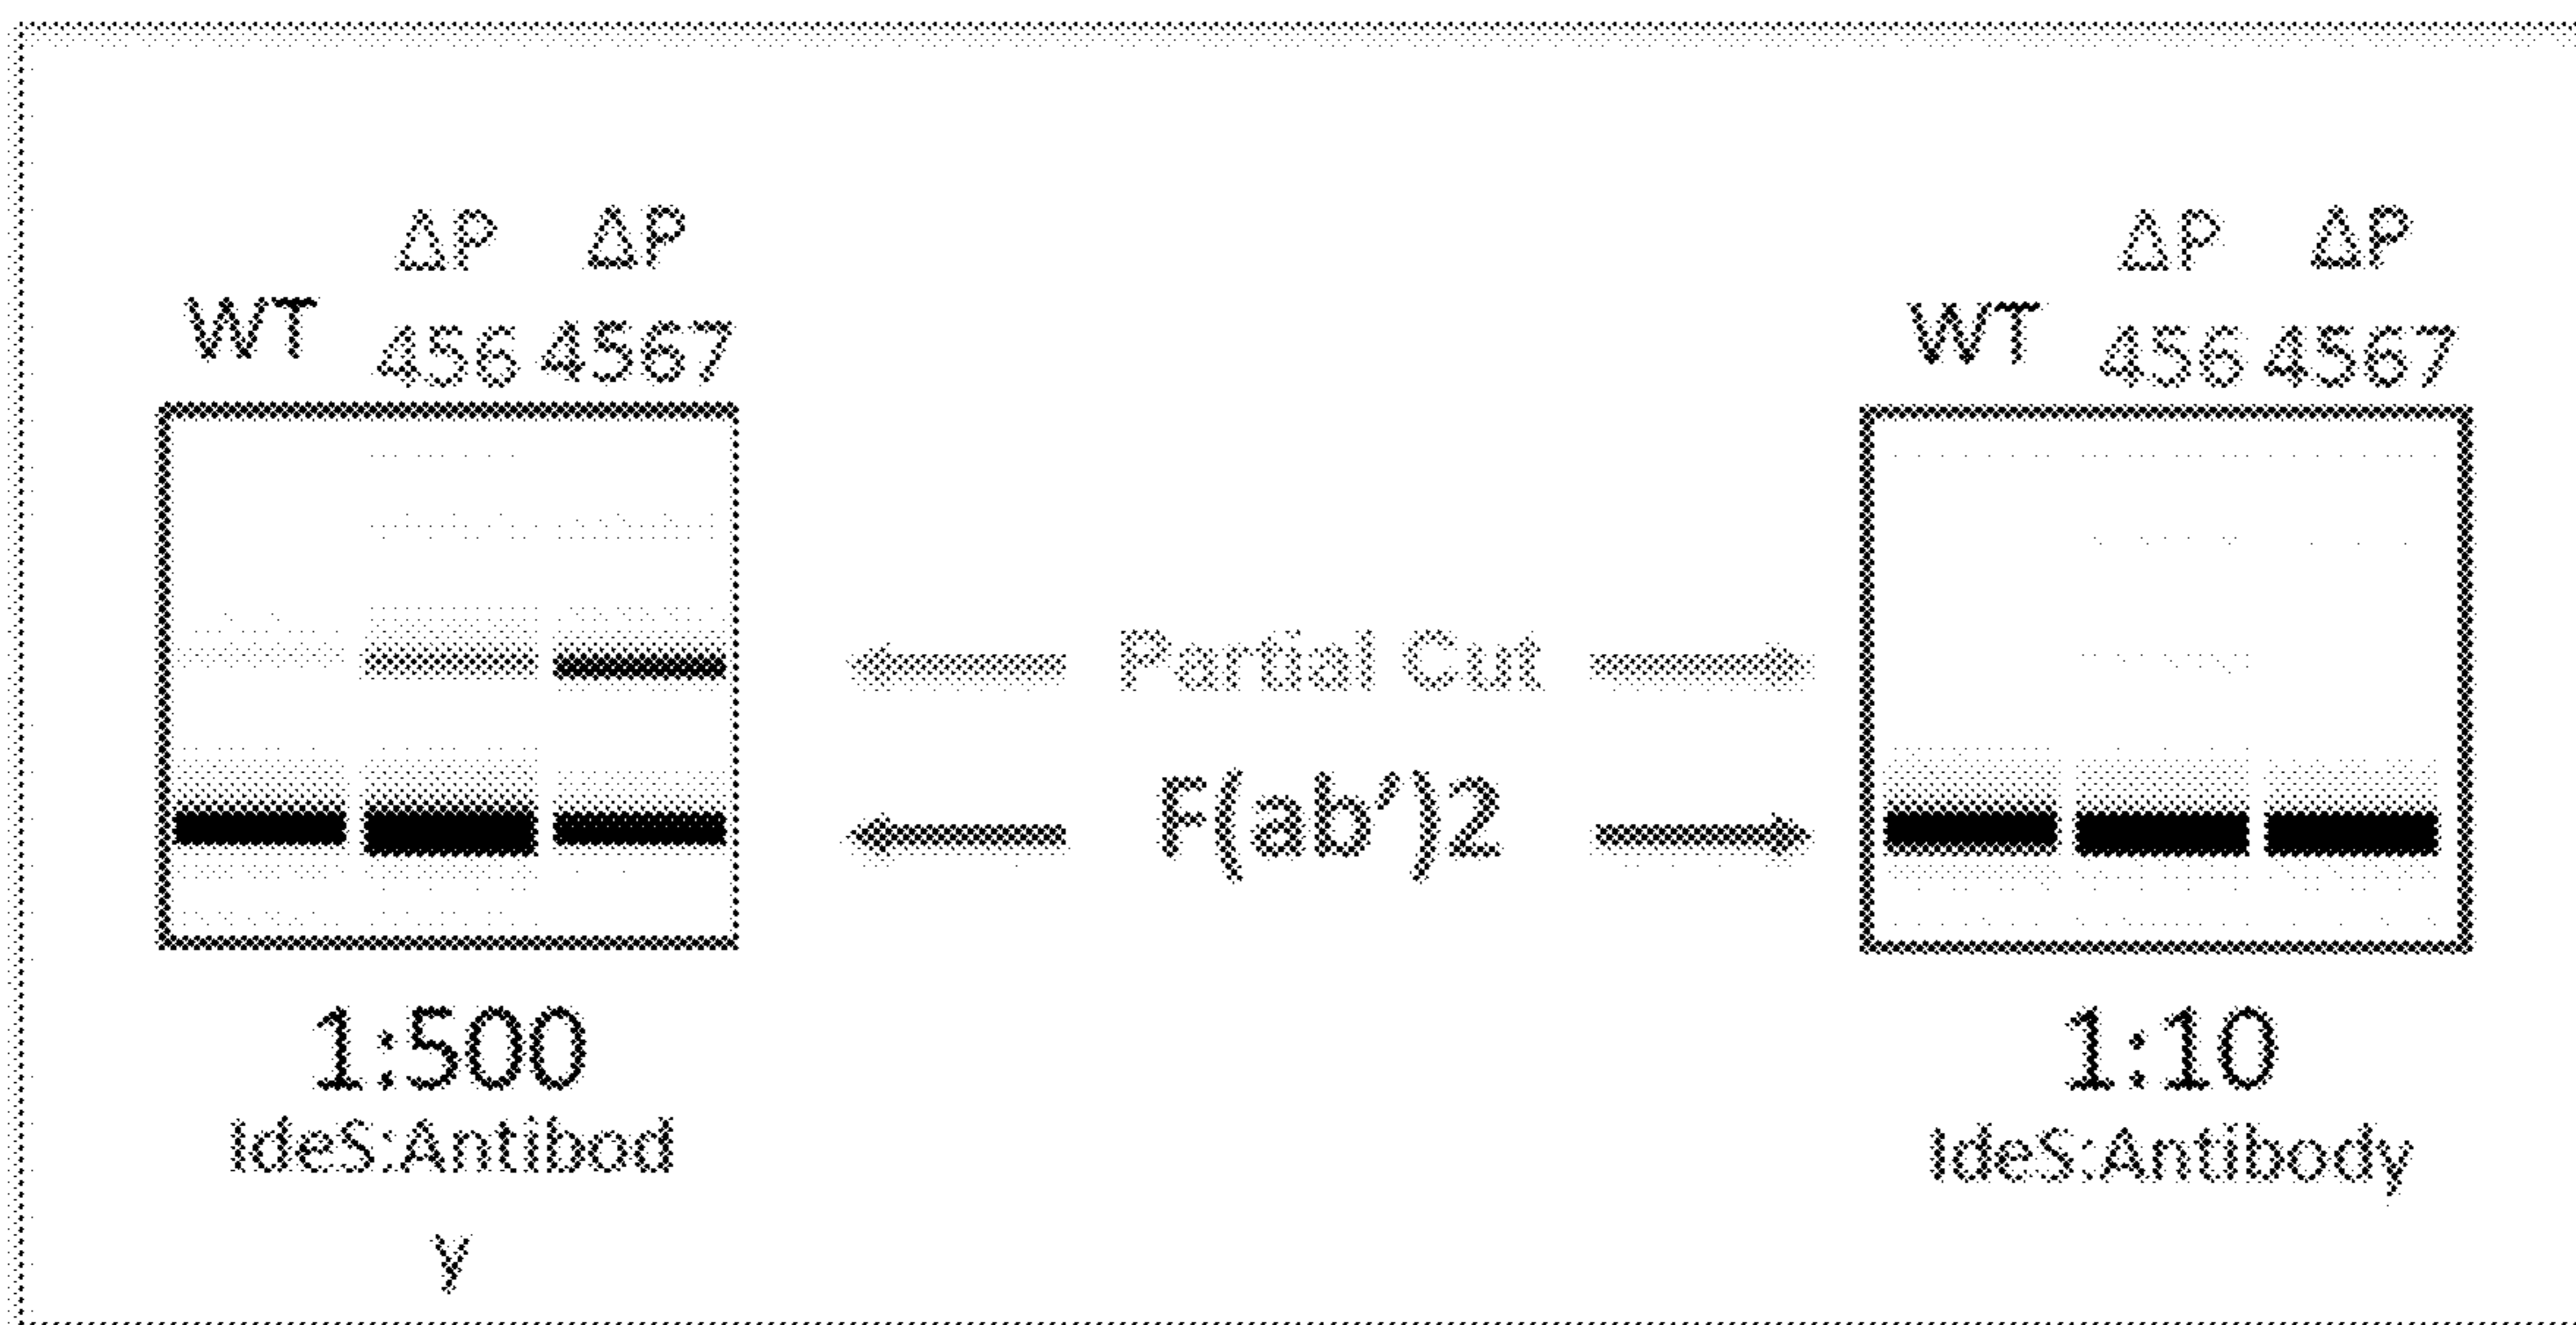 ΔP ΔP
WT 456 4567
ΔP ΔP
WT 456 4567
Partial Cut
F(ab’)2
1:500
IdeS:Antibod
y
1:10
IdeS:Antibody